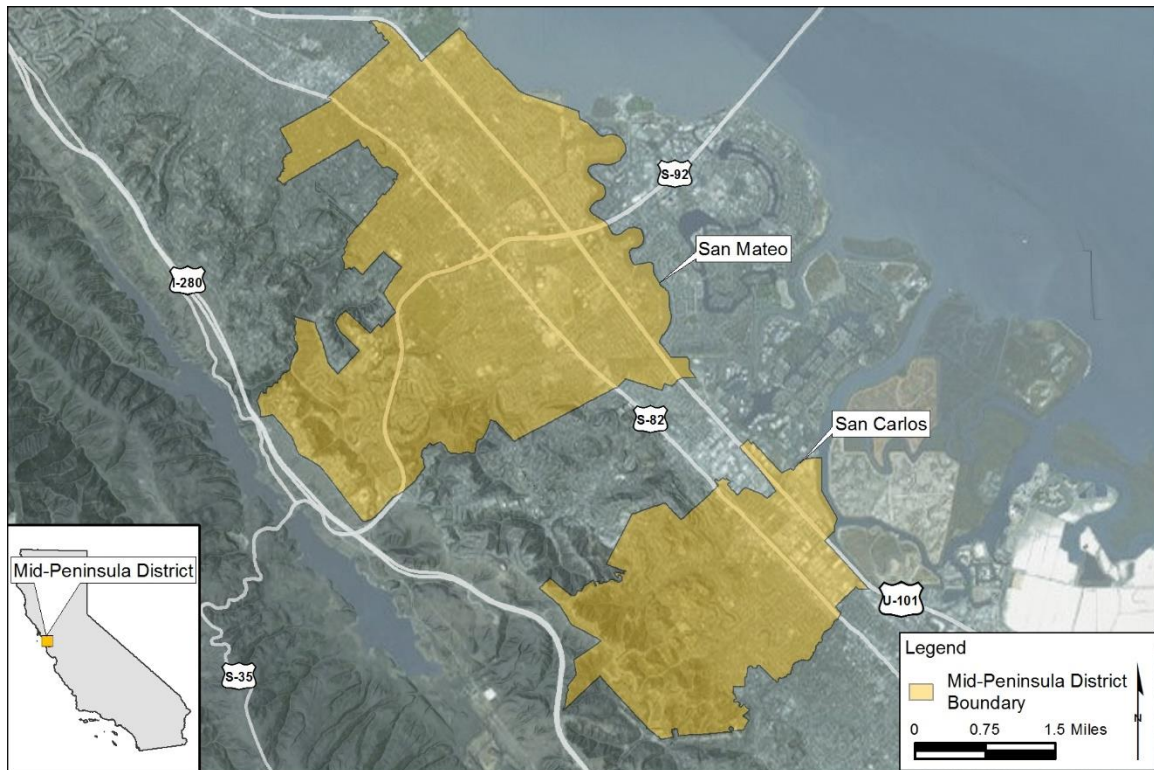 S-92
San Mateo
I-280
S-82
San Carlos
Mid-Peninsula District
S-35
U-101
Legend
Mid-Peninsula District
Boundary
0 0.75 1.5 Miles
N